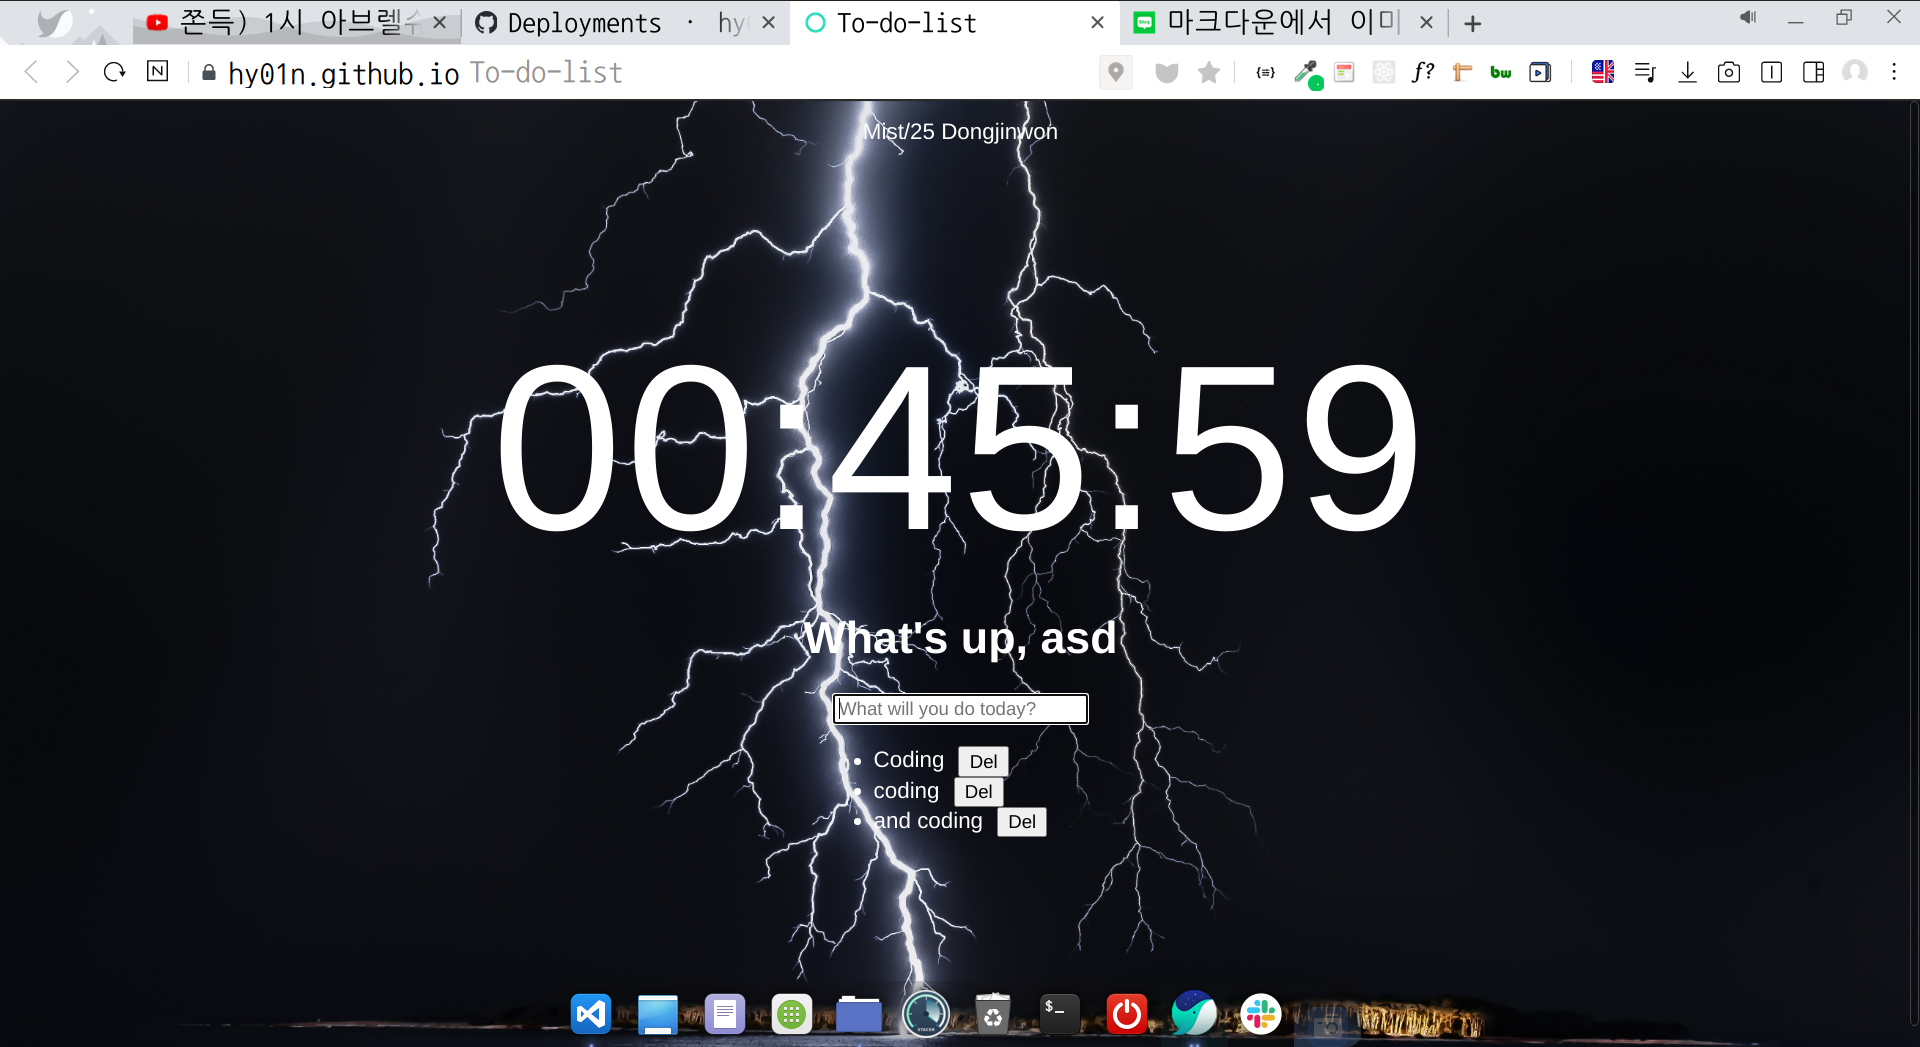 쫀득) 1시 아브렐슈
Deployments · hy
To-do-list
마크다운에서 이미
hy01n.github.io To-do-list
{≡}
f?
bw
Mist/25 Dongjinwon
00:45:59
What's up, asd
What will you do today?
Coding Del
coding Del
and coding Del
STACER
$_